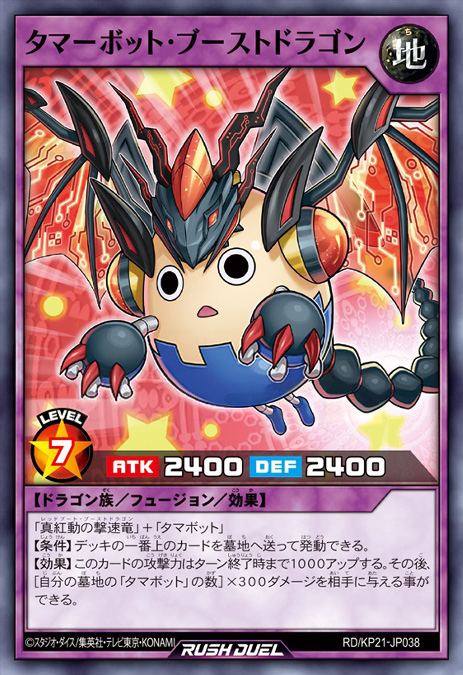 タマーボット・ブーストドラゴン
地
LEVEL
7
ATK 2400 DEF 2400
【ドラゴン族／フュージョン／効果】
「真紅動の撃速竜」＋「タマーボット」
【条件】デッキの一番上のカードを墓地へ送って発動できる。
【効果】このカードの攻撃力はターン終了時まで1000アップする。その後、
［自分の墓地の「タマーボット」の数］×300ダメージを相手に与える事が
できる。
©スタジオ・ダイス/集英社・テレビ東京・KONAMI
RUSH DUEL
RD/KP21-JP038